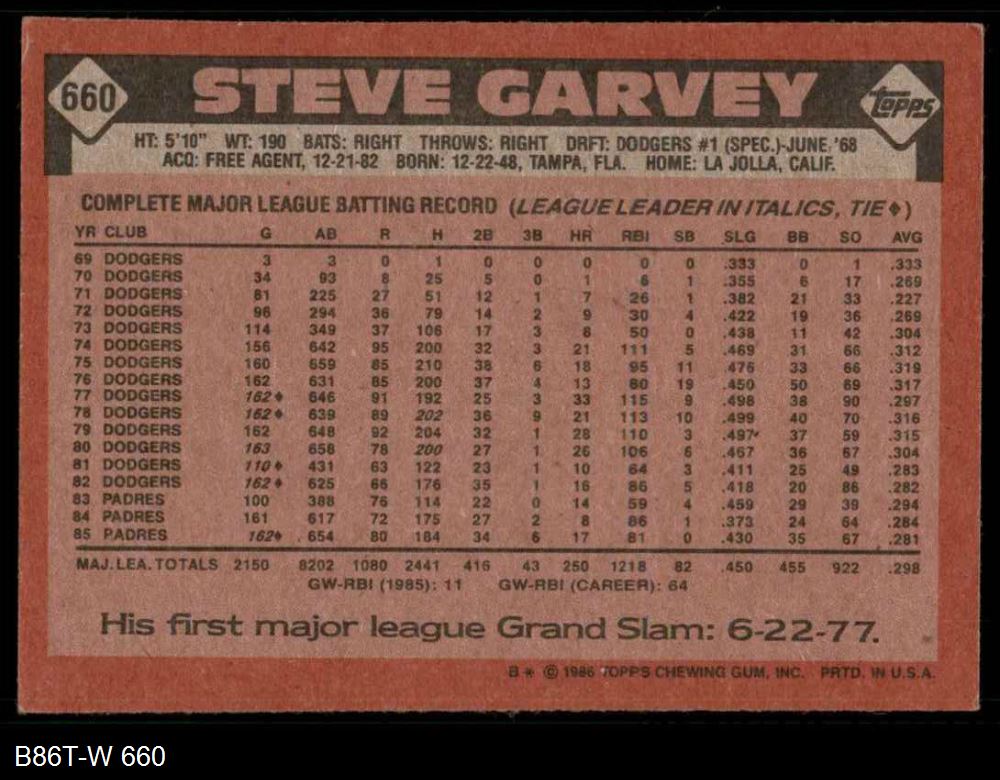 660 STEVE GARVEY Topps
HT: 5'10" WT: 190 BATS: RIGHT THROWS: RIGHT DRFT: DODGERS #1 (SPEC.)-JUNE, '68
ACQ: FREE AGENT, 12-21-82 BORN: 12-22-48, TAMPA, FLA. HOME: LA JOLLA, CALIF.
COMPLETE MAJOR LEAGUE BATTING RECORD (LEAGUE LEADER IN ITALICS, TIE♦)
YR CLUB G AB R H 2B 3B HR RBI SB SLG BB SO AVG
69 DODGERS 3 3 0 1 0 0 0 0 0 .333 0 1 .333
70 DODGERS 34 93 8 25 5 0 1 6 1 .355 6 17 .269
71 DODGERS 81 225 27 51 12 1 7 26 1 .382 21 33 .227
72 DODGERS 96 294 36 79 14 2 9 30 4 .422 19 36 .269
73 DODGERS 114 349 37 106 17 3 8 50 0 .438 11 42 .304
74 DODGERS 156 642 95 200 32 3 21 111 5 .469 31 66 .312
75 DODGERS 160 659 85 210 38 6 18 95 11 .476 33 66 .319
76 DODGERS 162 631 85 200 37 4 13 80 19 .450 50 69 .317
77 DODGERS 162♦ 646 91 192 25 3 33 115 9 .498 38 90 .297
78 DODGERS 162♦ 639 89 202 36 9 21 113 10 .499 40 70 .316
79 DODGERS 162 648 92 204 32 1 28 110 3 .497 37 59 .315
80 DODGERS 163 658 78 200 27 1 26 106 6 .467 36 67 .304
81 DODGERS 110♦ 431 63 122 23 1 10 64 3 .411 25 49 .283
82 DODGERS 162♦ 625 66 176 35 1 16 86 5 .418 20 86 .282
83 PADRES 100 388 76 114 22 0 14 59 4 .459 29 39 .294
84 PADRES 161 617 72 175 27 2 8 86 1 .373 24 64 .284
85 PADRES 162♦ 654 80 184 34 6 17 81 0 .430 35 67 .281
MAJ. LEA. TOTALS 2150 8202 1080 2441 416 43 250 1218 82 .450 455 922 .298
GW-RBI (1985): 11 GW-RBI (CAREER): 64
His first major league Grand Slam: 6-22-77.
B* © 1986 TOPPS CHEWING GUM, INC. PRTD. IN U.S.A.
B86T-W 660